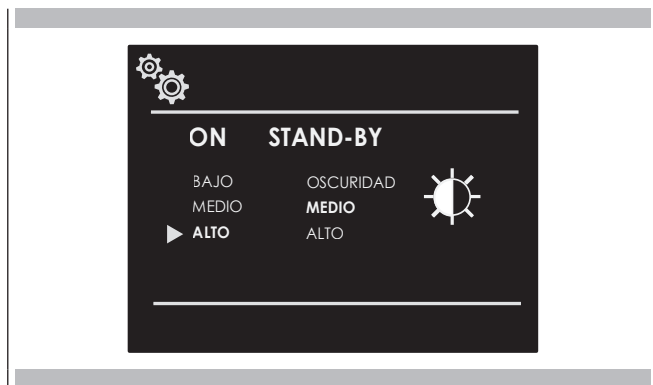 ON STAND-BY
BAJO OSCURIDAD
MEDIO MEDIO
ALTO ALTO